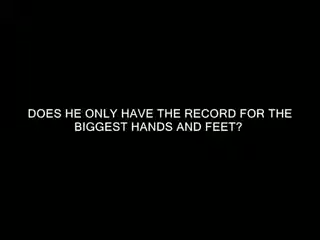 DOES HE ONLY HAVE THE RECORD FOR THE
BIGGEST HANDS AND FEET?